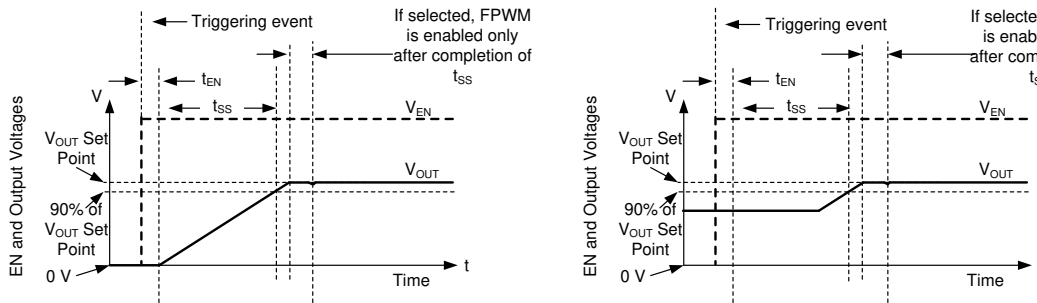 Triggering event
If selected, FPWM
is enabled only
after completion of
tSS
tEN
tSS
V
VEN
VOUT Set
Point
VOUT
90% of
VOUT Set
Point
0 V
Time
t
EN and Output Voltages
Triggering event
If selecte
is enab
after com
tS
tEN
tSS
V
VEN
VOUT Set
Point
VOUT
90% of
VOUT Set
Point
0 V
Time
EN and Output Voltages